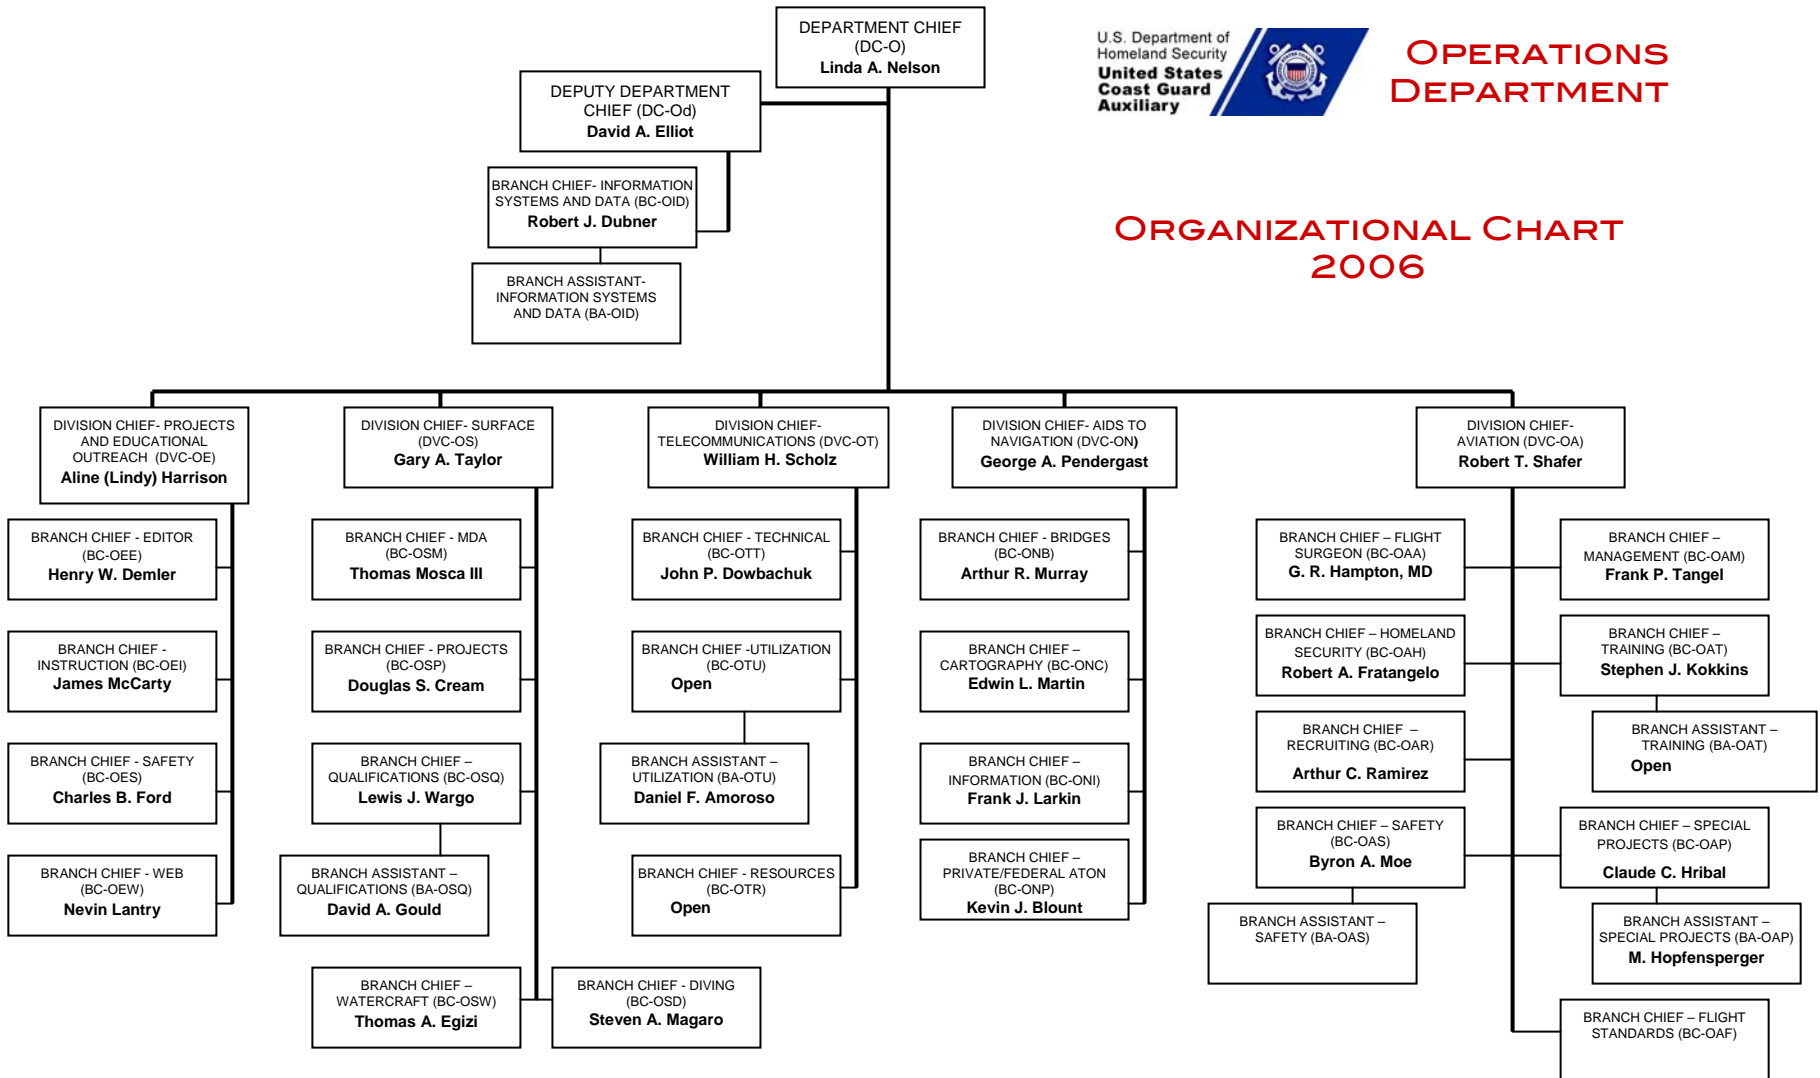 DEPARTMENT CHIEF
(DC-O)
Linda A. Nelson
U.S. Department of
Homeland Security
United States
Coast Guard
Auxiliary
OPERATIONS
DEPARTMENT
DEPUTY DEPARTMENT
CHIEF (DC-Od)
David A. Elliot
BRANCH CHIEF- INFORMATION
SYSTEMS AND DATA (BC-OID)
Robert J. Dubner
ORGANIZATIONAL CHART
2006
BRANCH ASSISTANT-
INFORMATION SYSTEMS
AND DATA (BA-OID)
DIVISION CHIEF- PROJECTS
AND EDUCATIONAL
OUTREACH  (DVC-OE)
Aline (Lindy) Harrison
BRANCH CHIEF - EDITOR
(BC-OEE)
Henry W. Demler
BRANCH CHIEF -
INSTRUCTION (BC-OEI)
James McCarty
BRANCH CHIEF - SAFETY
(BC-OES)
Charles B. Ford
BRANCH CHIEF - WEB
(BC-OEW)
Nevin Lantry
DIVISION CHIEF- SURFACE
(DVC-OS)
Gary A. Taylor
BRANCH CHIEF - MDA
(BC-OSM)
Thomas Mosca III
BRANCH CHIEF - PROJECTS
(BC-OSP)
Douglas S. Cream
BRANCH CHIEF –
QUALIFICATIONS (BC-OSQ)
Lewis J. Wargo
BRANCH ASSISTANT –
QUALIFICATIONS (BA-OSQ)
David A. Gould
BRANCH CHIEF –
WATERCRAFT (BC-OSW)
Thomas A. Egizi
BRANCH CHIEF - DIVING
(BC-OSD)
Steven A. Magaro
DIVISION CHIEF-
TELECOMMUNICATIONS (DVC-OT)
William H. Scholz
BRANCH CHIEF - TECHNICAL
(BC-OTT)
John P. Dowbachuk
BRANCH CHIEF -UTILIZATION
(BC-OTU)
Open
BRANCH ASSISTANT –
UTILIZATION (BA-OTU)
Daniel F. Amoroso
BRANCH CHIEF - RESOURCES
(BC-OTR)
Open
DIVISION CHIEF- AIDS TO
NAVIGATION (DVC-ON)
George A. Pendergast
BRANCH CHIEF - BRIDGES
(BC-ONB)
Arthur R. Murray
BRANCH CHIEF –
CARTOGRAPHY (BC-ONC)
Edwin L. Martin
BRANCH CHIEF –
INFORMATION (BC-ONI)
Frank J. Larkin
BRANCH CHIEF –
PRIVATE/FEDERAL ATON
(BC-ONP)
Kevin J. Blount
DIVISION CHIEF-
AVIATION (DVC-OA)
Robert T. Shafer
BRANCH CHIEF – FLIGHT
SURGEON (BC-OAA)
G. R. Hampton, MD
BRANCH CHIEF –
MANAGEMENT (BC-OAM)
Frank P. Tangel
BRANCH CHIEF – HOMELAND
SECURITY (BC-OAH)
Robert A. Fratangelo
BRANCH CHIEF –
TRAINING (BC-OAT)
Stephen J. Kokkins
BRANCH CHIEF  –
RECRUITING (BC-OAR)
Arthur C. Ramirez
BRANCH ASSISTANT –
TRAINING (BA-OAT)
Open
BRANCH CHIEF – SAFETY
(BC-OAS)
Byron A. Moe
BRANCH CHIEF – SPECIAL
PROJECTS (BC-OAP)
Claude C. Hribal
BRANCH ASSISTANT –
SAFETY (BA-OAS)
BRANCH ASSISTANT –
SPECIAL PROJECTS (BA-OAP)
M. Hopfensperger
BRANCH CHIEF – FLIGHT
STANDARDS (BC-OAF)